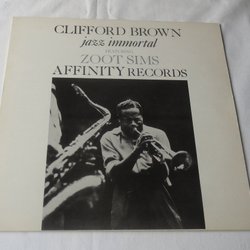 CLIFFORD BROWN
jazz immortal
FEATURING
ZOOT SIMS
AFFINITY RECORDS